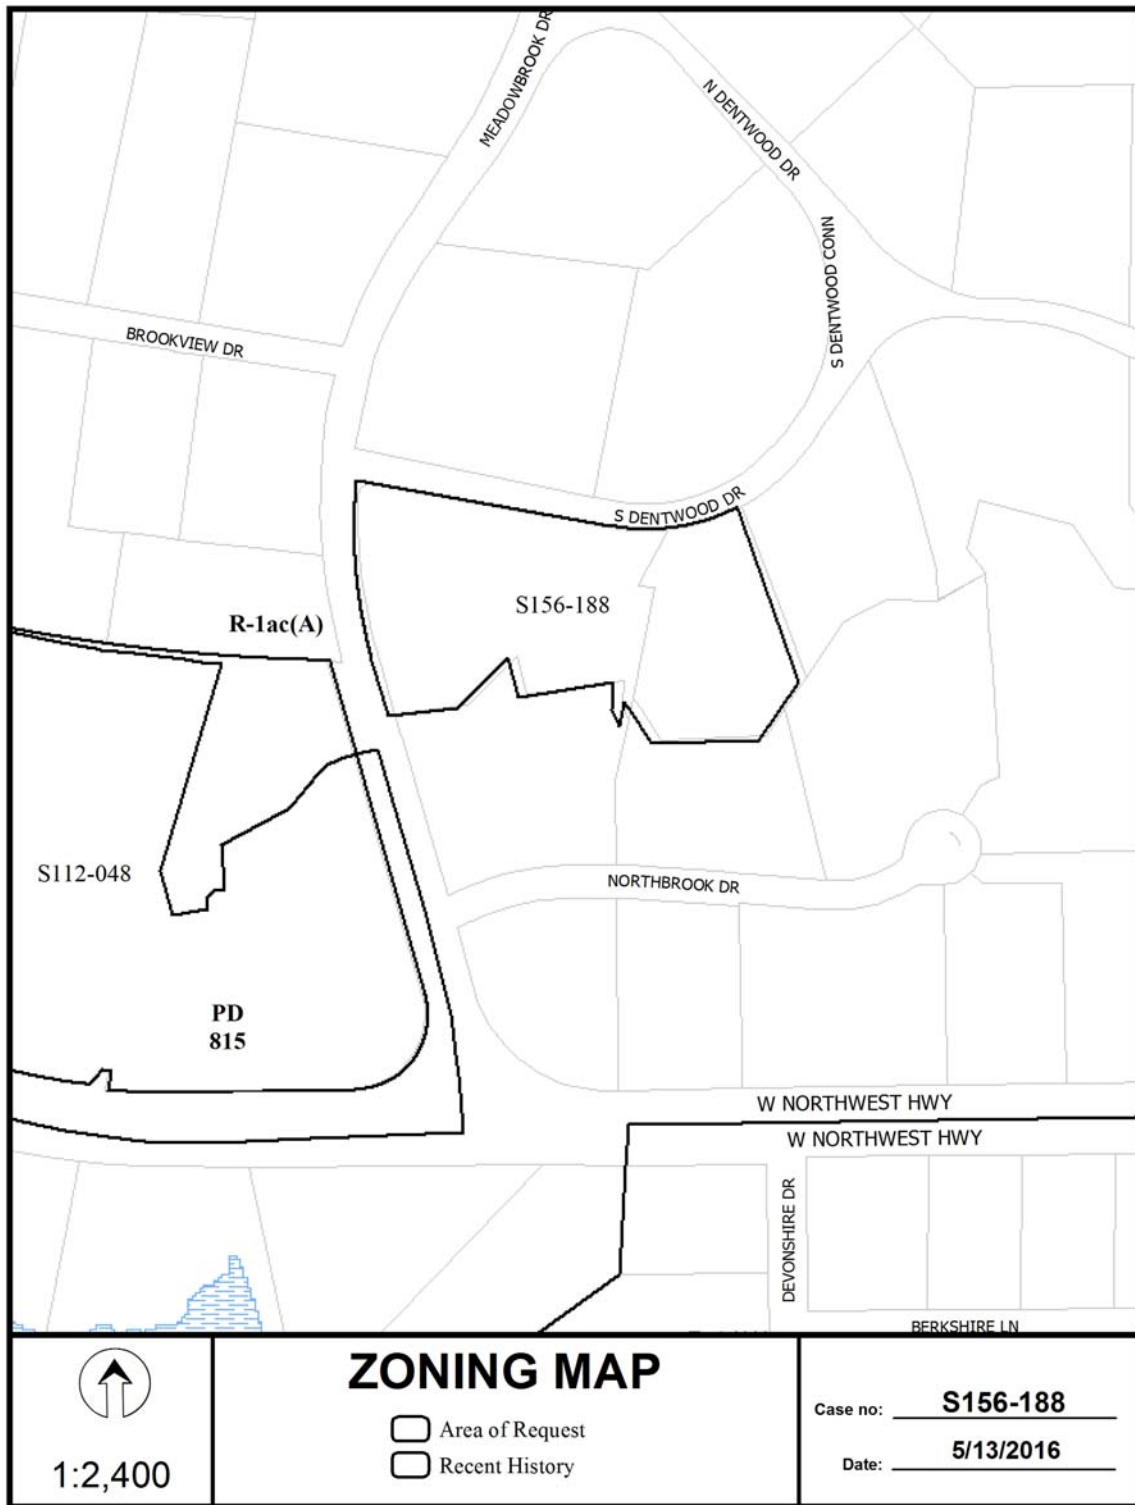 MEADOWBROOK DR
N DENTWOOD DR
S DENTWOOD CONN
BROOKVIEW DR
S DENTWOOD DR
S156-188
R-1ac(A)
S112-048
NORTHBROOK DR
PD
815
W NORTHWEST HWY
W NORTHWEST HWY
DEVONSHIRE DR
BERKSHIRE LN
1:2,400
ZONING MAP
Area of Request
Recent History
Case no: S156-188
Date: 5/13/2016